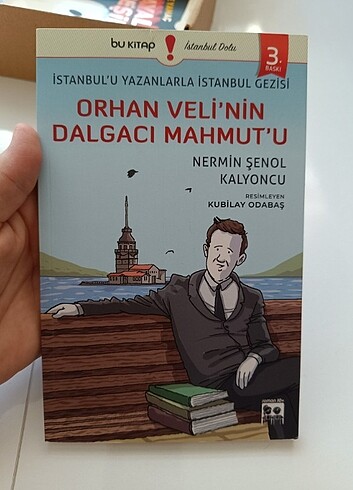 bu KİTAP ! İstanbul Dolu
3.
BASKI
İSTANBUL'U YAZANLARLA İSTANBUL GEZİSİ
ORHAN VELİ'NİN
DALGACI MAHMUT'U
NERMİN ŞENOL
KALYONCU
RESİMLEYEN
KUBİLAY ODABAŞ